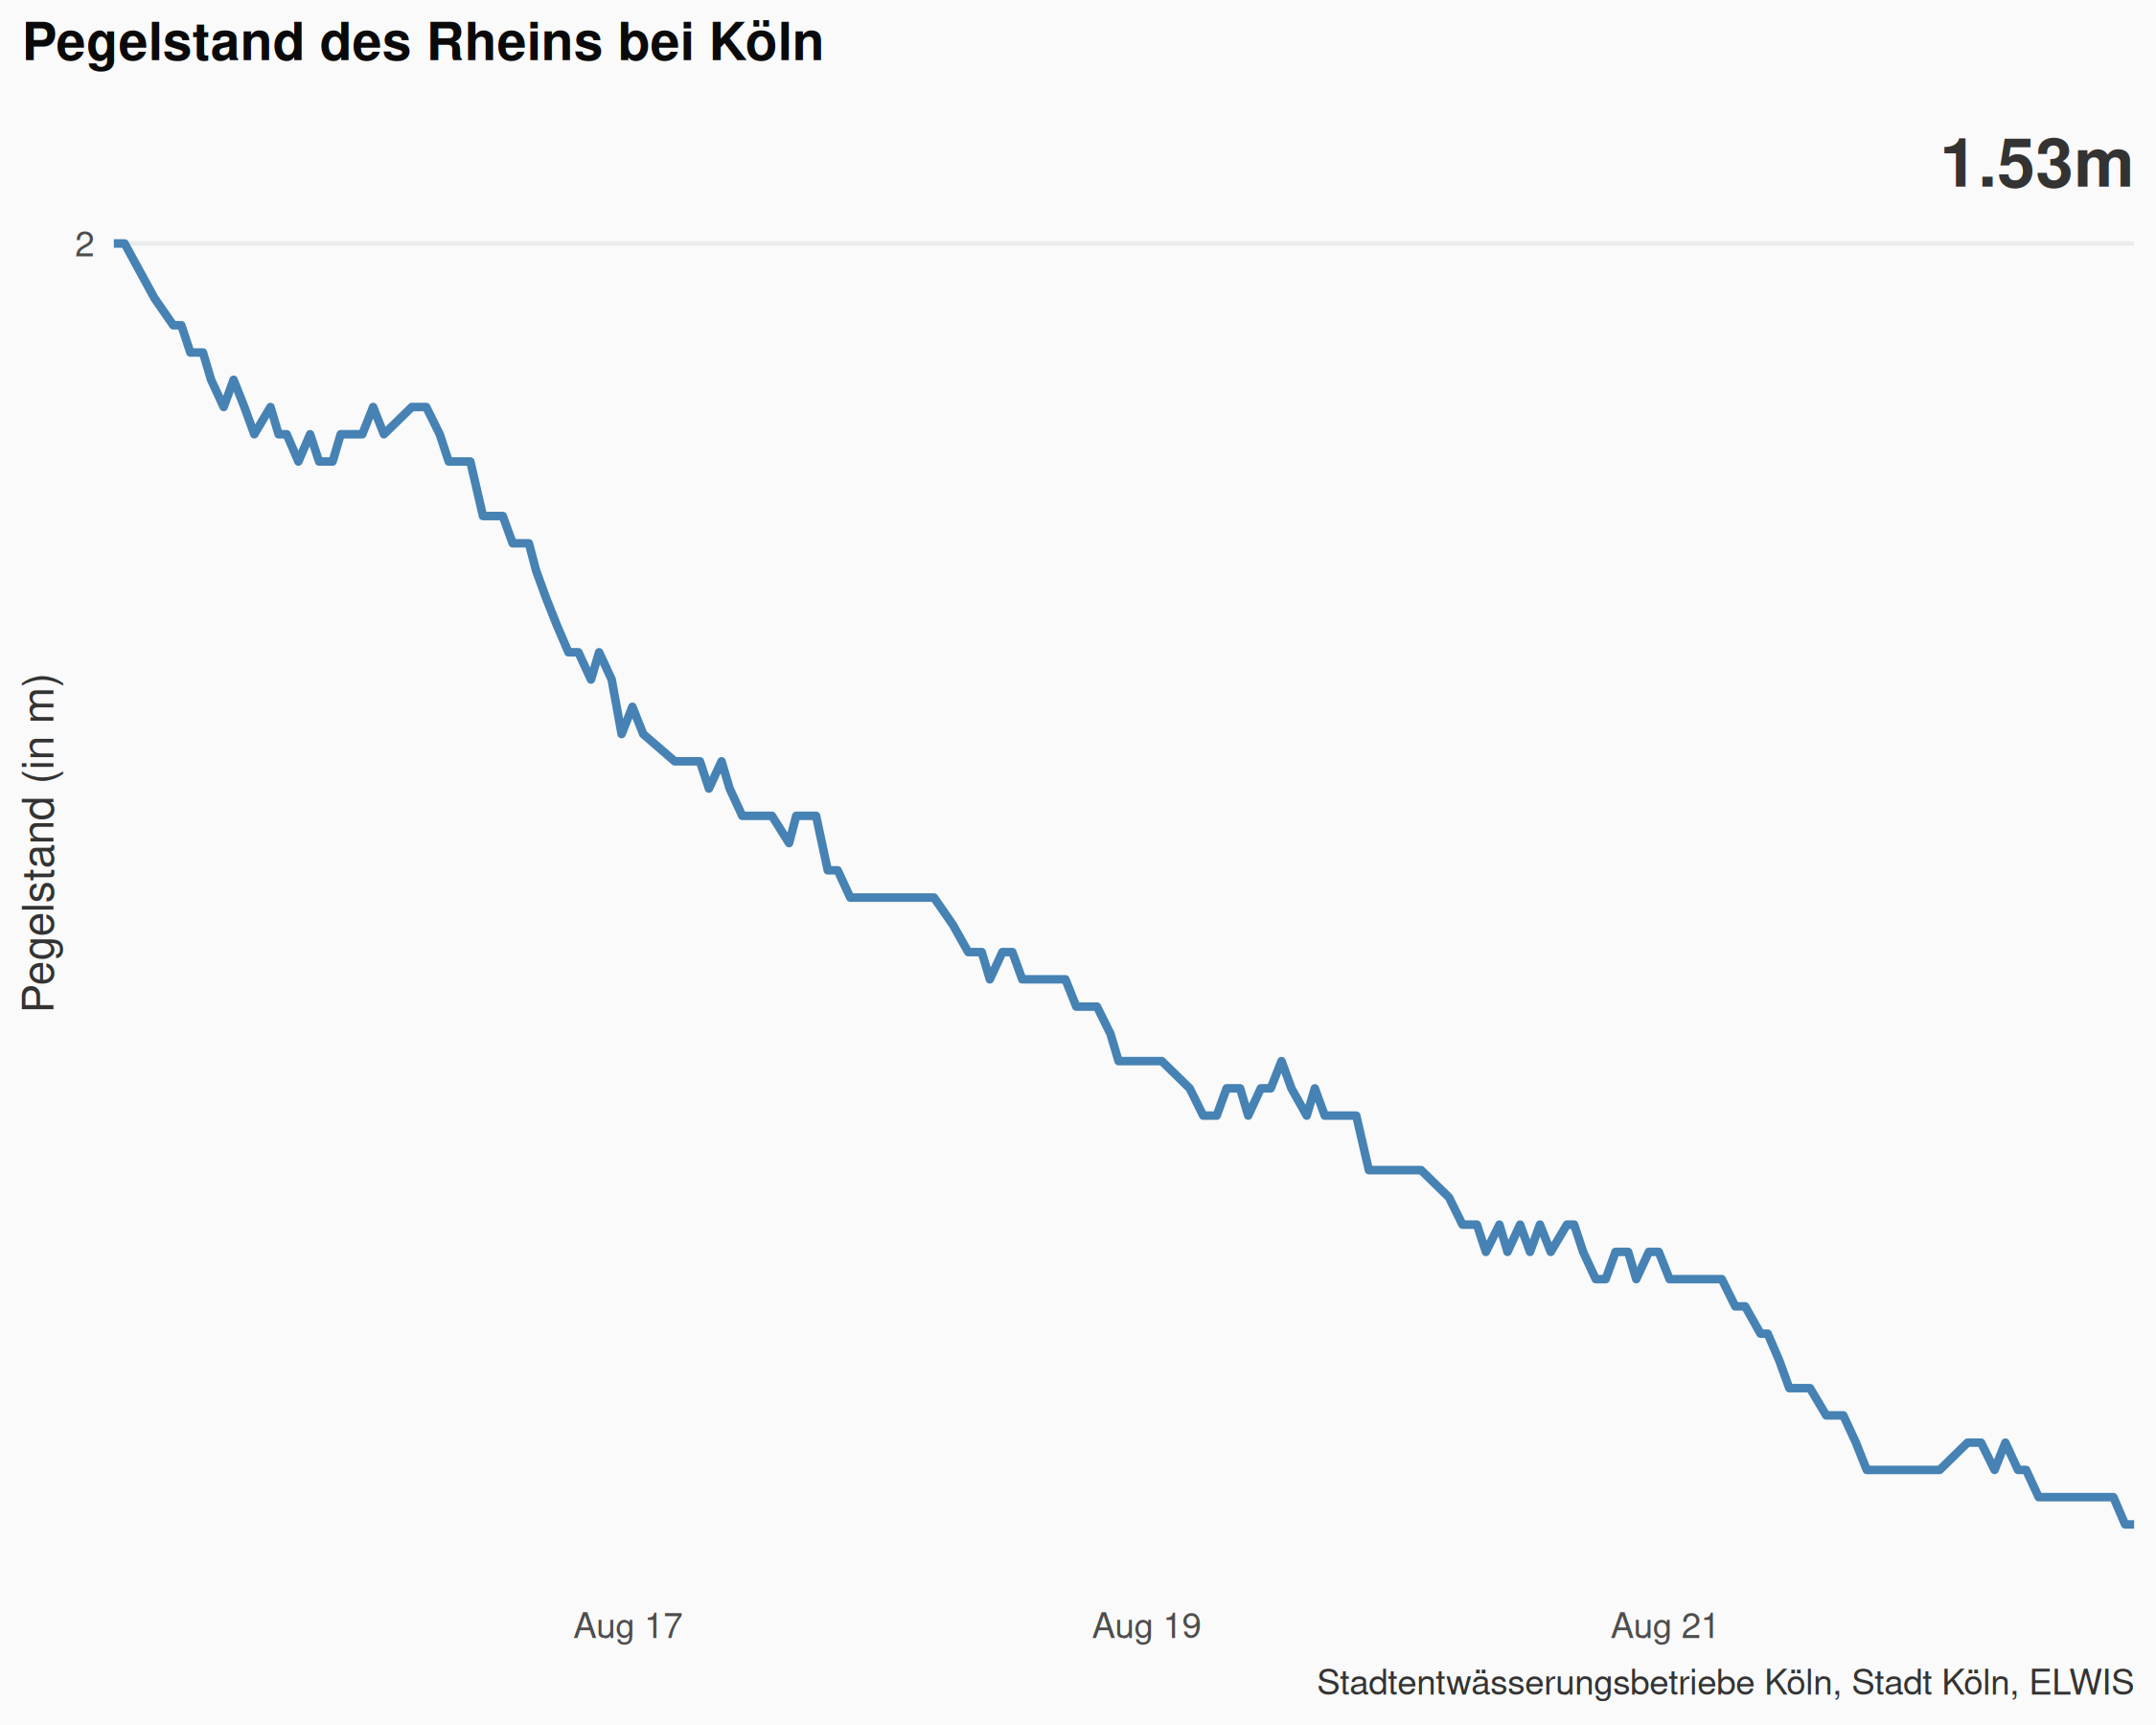 Pegelstand des Rheins bei Köln
1.53m
2
Pegelstand (in m)
Aug 17
Aug 19
Aug 21
Stadtentwässerungsbetriebe Köln, Stadt Köln, ELWIS